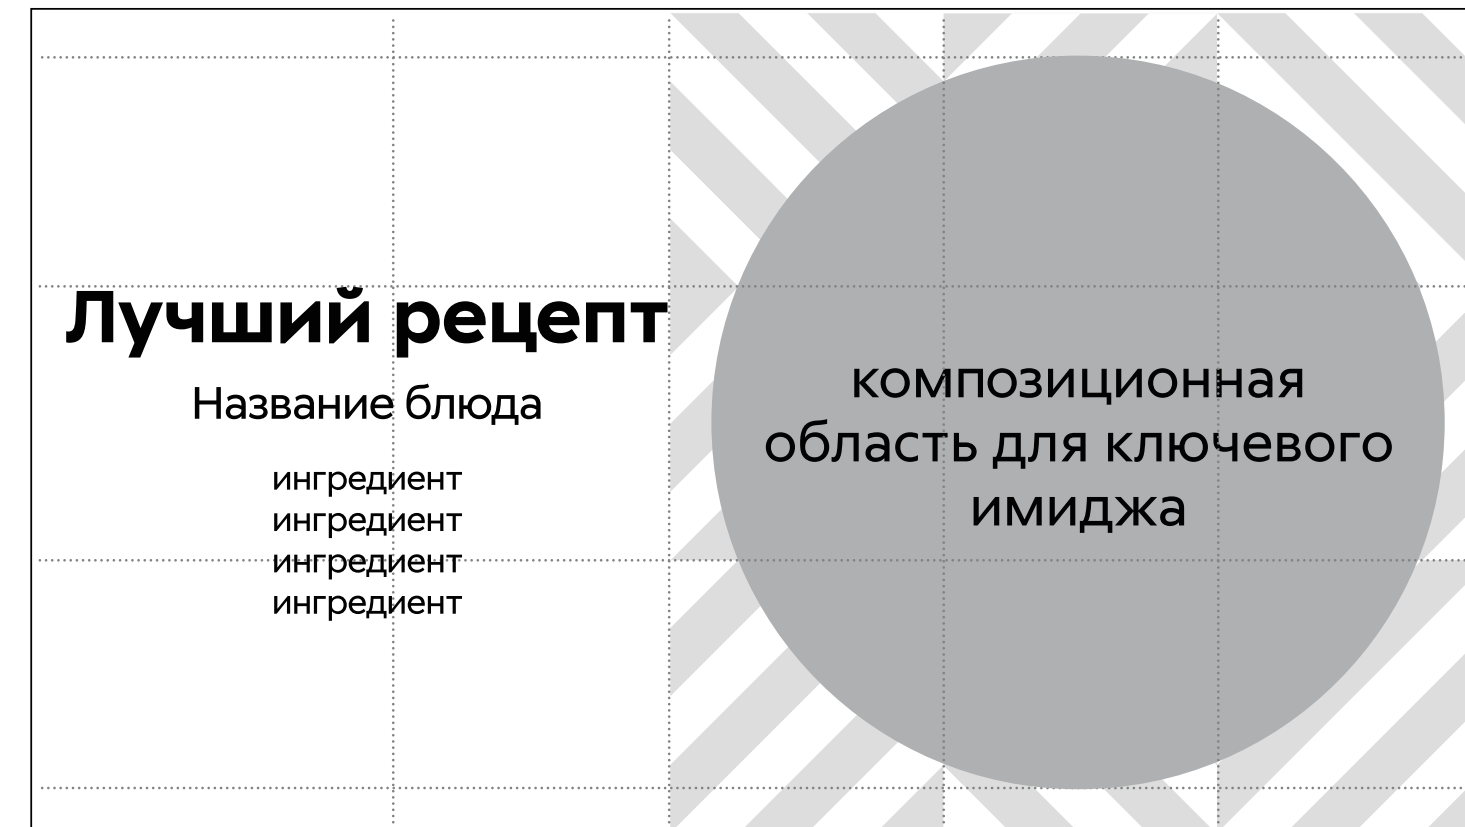 Лучший рецепт
Название блюда
ингредиент
ингредиент
ингредиент
ингредиент
композиционная
область для ключевого
имиджа